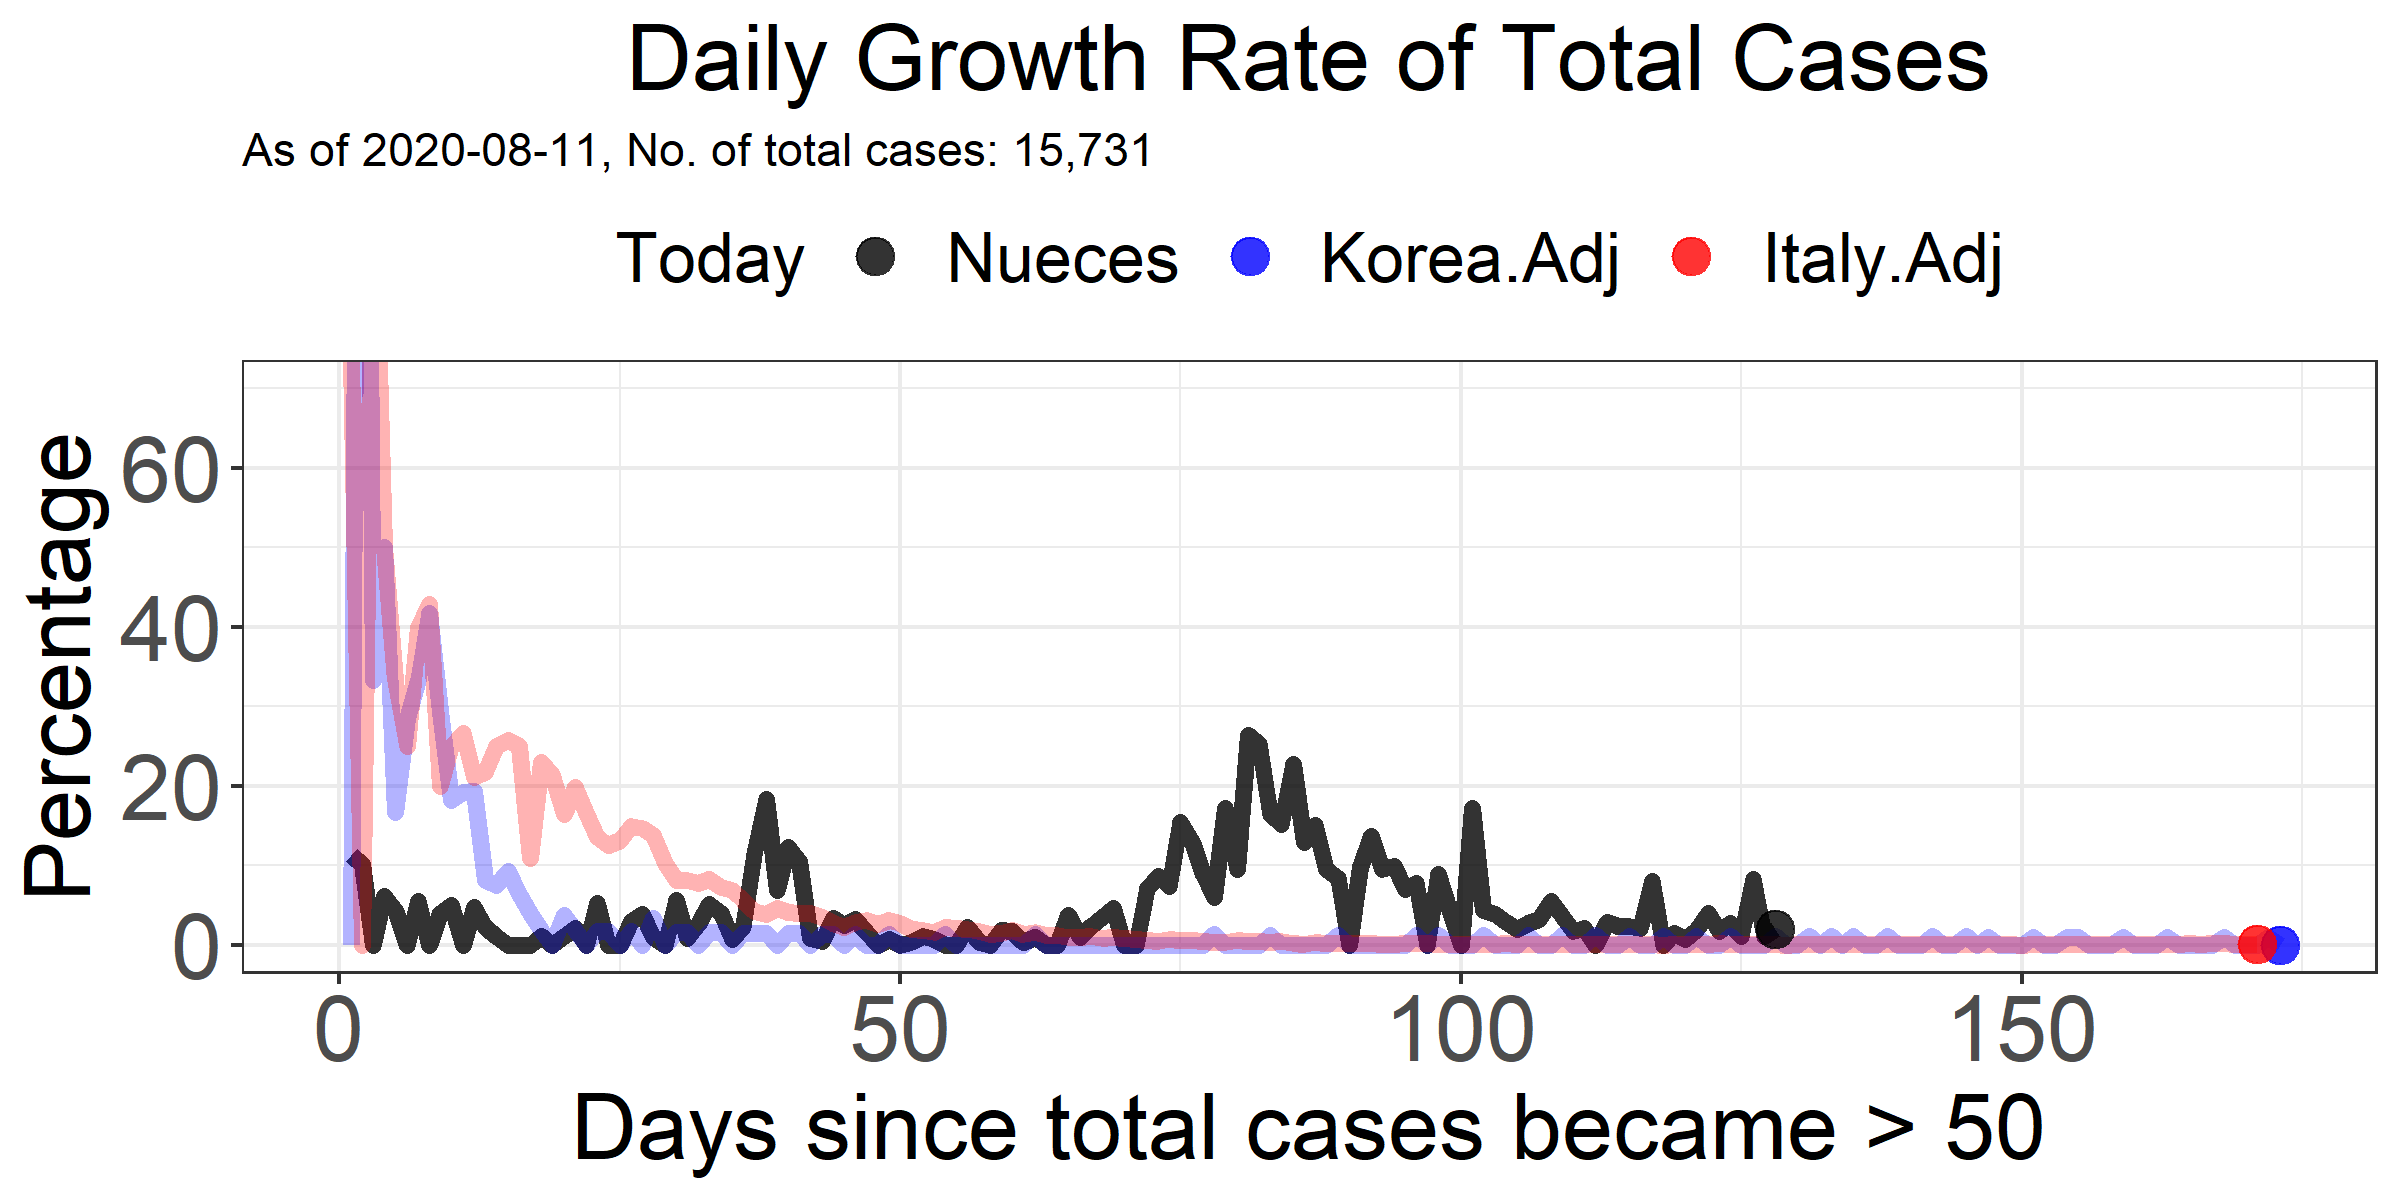 Daily Growth Rate of Total Cases
As of 2020-08-11, No. of total cases: 15,731
Today Nueces Korea.Adj Italy.Adj
Percentage
60
40
20
0
0 50 100 150
Days since total cases became > 50